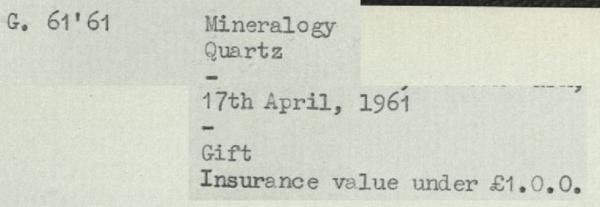 G. 61'61 Mineralogy
Quartz
-
17th April, 1961
-
Gift
Insurance value under £1.0.0.